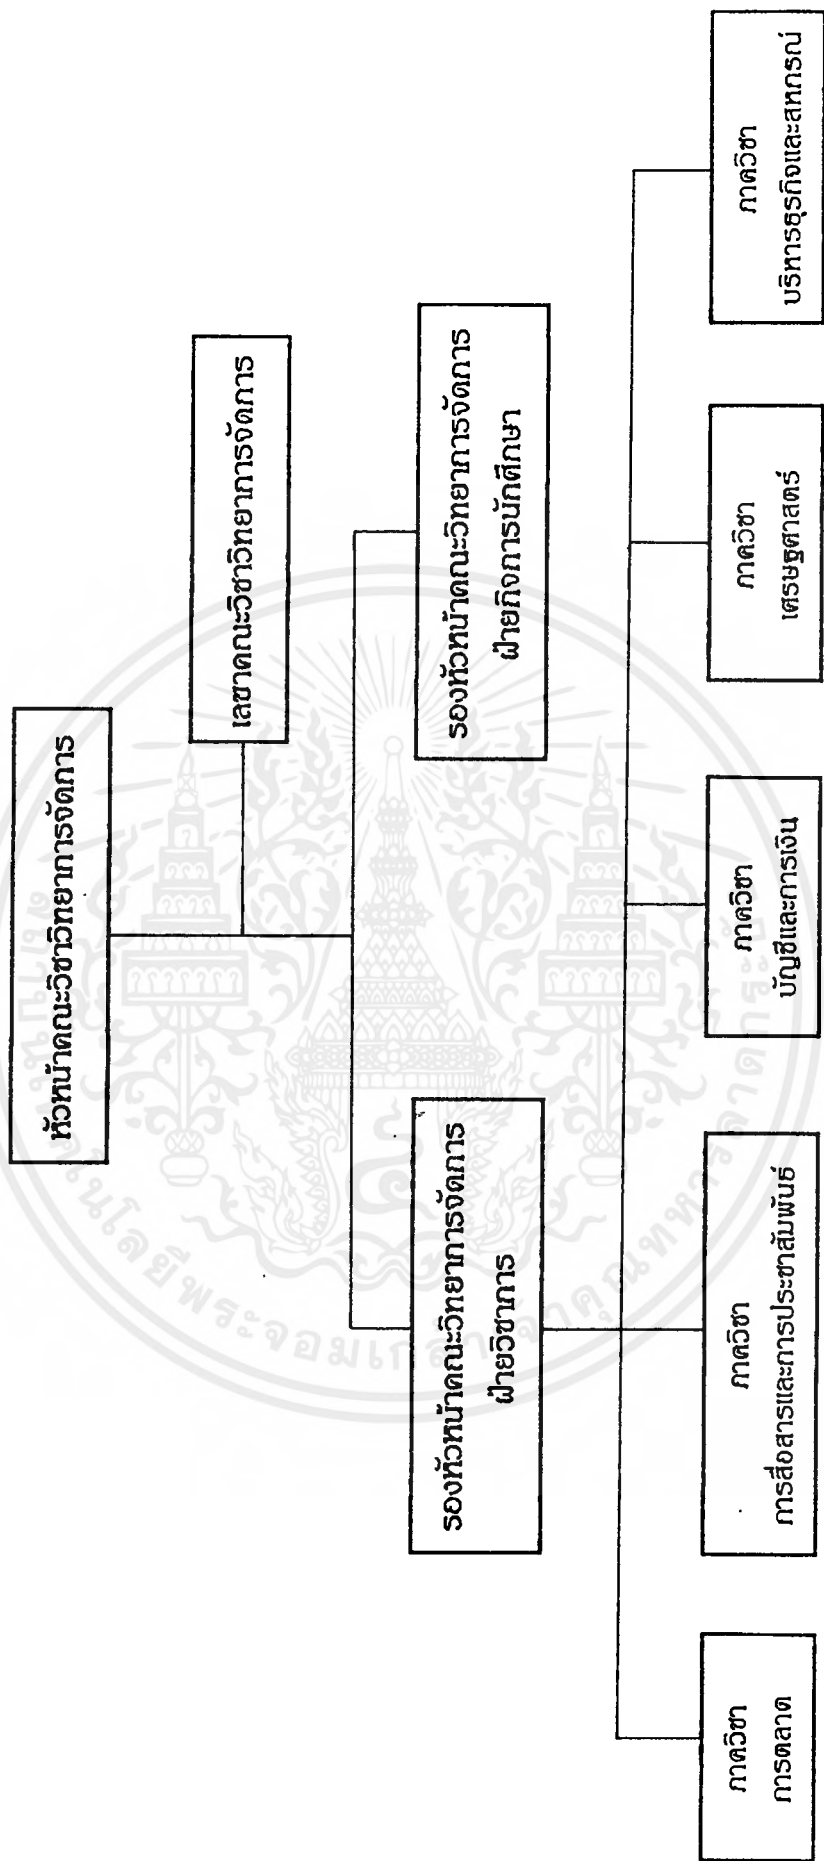 หัวหน้าคณะวิชาวิทยาการจัดการ
เลขาคณะวิชาวิทยาการจัดการ
รองหัวหน้าคณะวิทยาการจัดการ
ฝ่ายวิชาการ
รองหัวหน้าคณะวิทยาการจัดการ
ฝ่ายกิจการนักศึกษา
ภาควิชา
การตลาด
ภาควิชา
การสื่อสารและการประชาสัมพันธ์
ภาควิชา
บัญชีและการเงิน
ภาควิชา
เศรษฐศาสตร์
ภาควิชา
บริหารธุรกิจและสหกรณ์